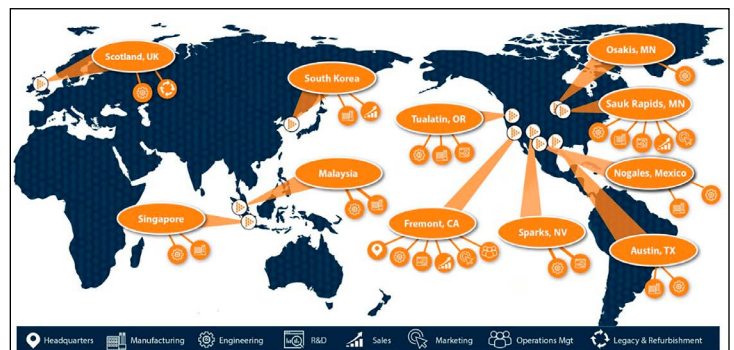 Scotland, UK
Osakis, MN
South Korea
Sauk Rapids, MN
Tualatin, OR
Malaysia
Nogales, Mexico
Singapore
Fremont, CA
Sparks, NV
Austin, TX
Headquarters
Manufacturing
Engineering
R&D
Sales
Marketing
Operations Mgt
Legacy & Refurbishment